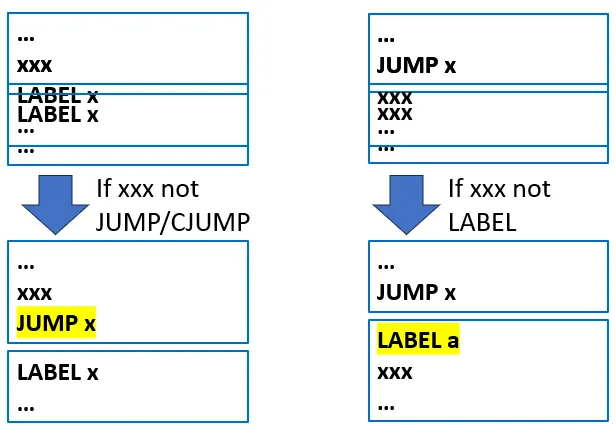 ...
xxx
LABEL x
LABEL x
...
...
If xxx not
JUMP/CJUMP
...
xxx
JUMP x
LABEL x
...
...
JUMP x
xxx
xxx
...
...
If xxx not
LABEL
...
JUMP x
LABEL a
xxx
...